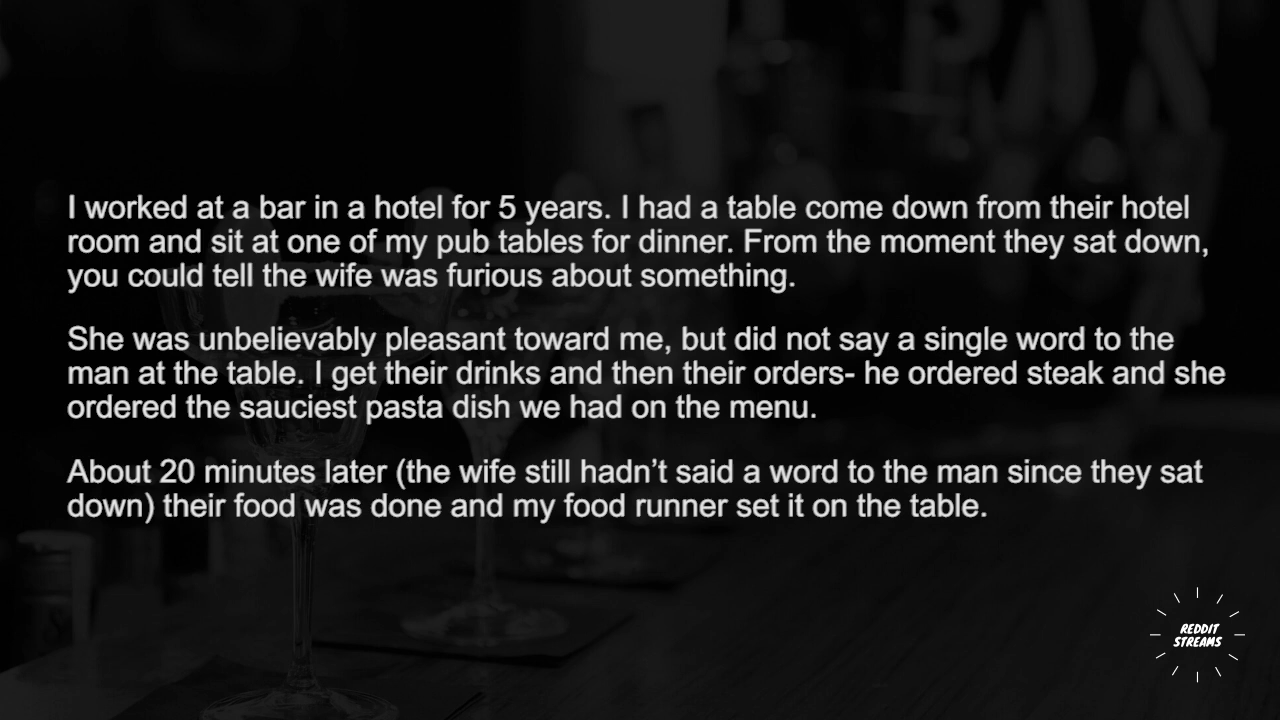 I worked at a bar in a hotel for 5 years. I had a table come down from their hotel
room and sit at one of my pub tables for dinner. From the moment they sat down,
you could tell the wife was furious about something.
She was unbelievably pleasant toward me, but did not say a single word to the
man at the table. I get their drinks and then their orders- he ordered steak and she
ordered the sauciest pasta dish we had on the menu.
About 20 minutes later (the wife still hadn’t said a word to the man since they sat
down) their food was done and my food runner set it on the table.
REDDIT
STREAMS